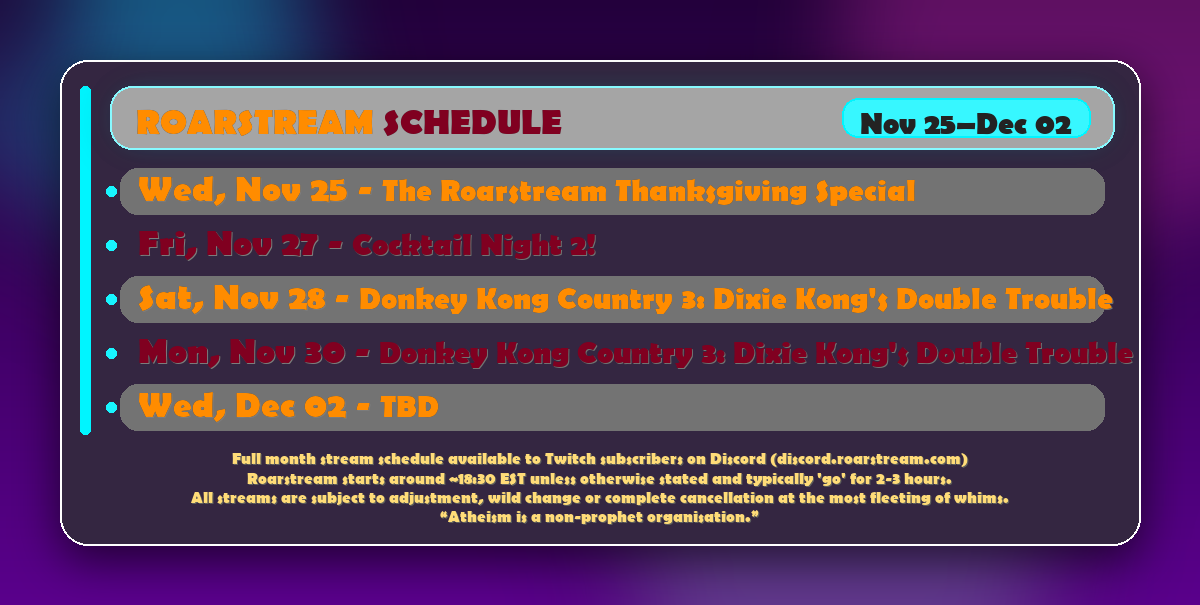 ROARSTREAM SCHEDULE
Nov 25—Dec 02
Wed, Nov 25 - The Roarstream Thanksgiving Special
Fri, Nov 27 - Cocktail Night 2!
Sat, Nov 28 - Donkey Kong Country 3: Dixie Kong's Double Trouble
Mon, Nov 30 - Donkey Kong Country 3: Dixie Kong's Double Trouble
Wed, Dec 02 - TBD
Full month stream schedule available to Twitch subscribers on Discord (discord.roarstream.com)
Roarstream starts around ~18:30 EST unless otherwise stated and typically 'go' for 2-3 hours.
All streams are subject to adjustment, wild change or complete cancellation at the most fleeting of whims.
“Atheism is a non-prophet organisation.”